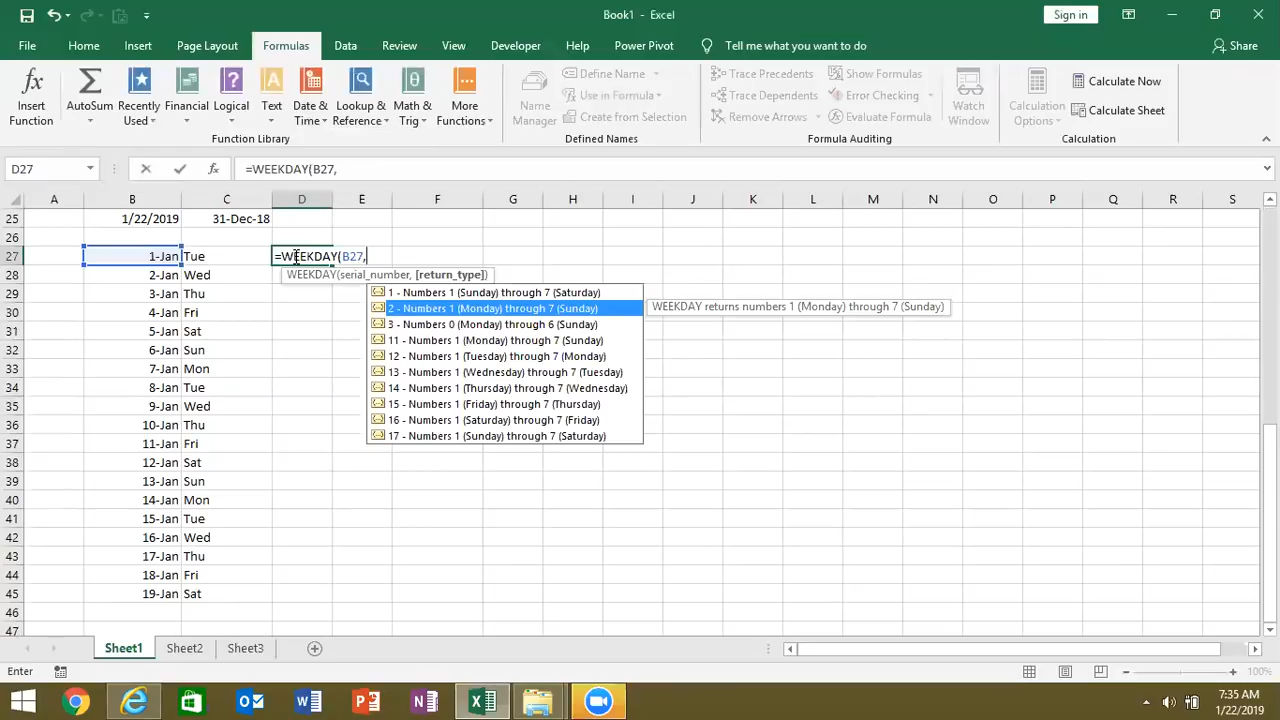 Book1 - Excel
Sign in
File Home Insert Page Layout Formulas Data Review View Developer Help Power Pivot Tell me what you want to do Share
Insert Function
AutoSum
Recently Used
Financial
Logical
Text
Date & Time
Lookup & Reference
Math & Trig
More Functions
Function Library
Name Manager
Define Name
Use in Formula
Create from Selection
Defined Names
Trace Precedents
Trace Dependents
Remove Arrows
Show Formulas
Error Checking
Evaluate Formula
Watch Window
Formula Auditing
Calculation Options
Calculate Now
Calculate Sheet
Calculation
D27 fx =WEEKDAY(B27,
A B C D E F G H I J K L M N O P Q R S
25 1/22/2019 31-Dec-18
26
27 1-Jan Tue =WEEKDAY(B27,
WEEKDAY(serial_number, [return_type])
28 2-Jan Wed
29 3-Jan Thu
30 4-Jan Fri
31 5-Jan Sat
32 6-Jan Sun
33 7-Jan Mon
34 8-Jan Tue
35 9-Jan Wed
36 10-Jan Thu
37 11-Jan Fri
38 12-Jan Sat
39 13-Jan Sun
40 14-Jan Mon
41 15-Jan Tue
42 16-Jan Wed
43 17-Jan Thu
44 18-Jan Fri
45 19-Jan Sat
46
47
1 - Numbers 1 (Sunday) through 7 (Saturday)
2 - Numbers 1 (Monday) through 7 (Sunday)
3 - Numbers 0 (Monday) through 6 (Sunday)
11 - Numbers 1 (Monday) through 7 (Sunday)
12 - Numbers 1 (Tuesday) through 7 (Monday)
13 - Numbers 1 (Wednesday) through 7 (Tuesday)
14 - Numbers 1 (Thursday) through 7 (Wednesday)
15 - Numbers 1 (Friday) through 7 (Thursday)
16 - Numbers 1 (Saturday) through 7 (Friday)
17 - Numbers 1 (Sunday) through 7 (Saturday)
WEEKDAY returns numbers 1 (Monday) through 7 (Sunday)
Sheet1 Sheet2 Sheet3
Enter
100%
7:35 AM
1/22/2019